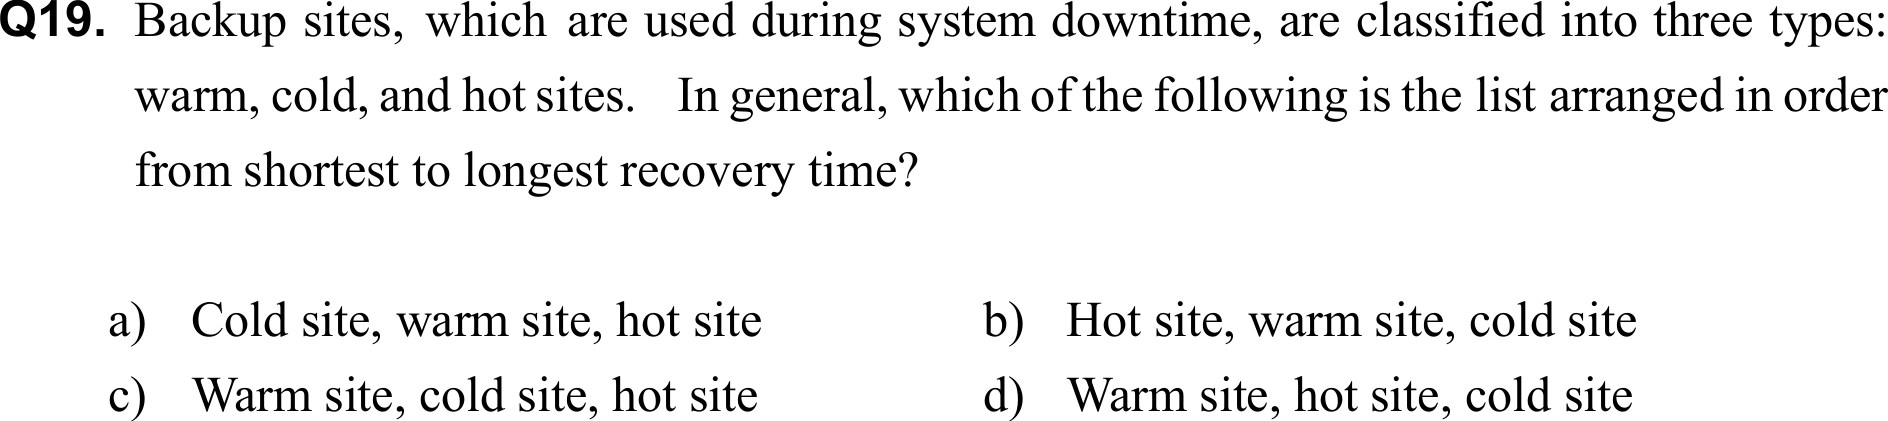 Q19. Backup sites, which are used during system downtime, are classified into three types:
warm, cold, and hot sites. In general, which of the following is the list arranged in order
from shortest to longest recovery time?
a) Cold site, warm site, hot site b) Hot site, warm site, cold site
c) Warm site, cold site, hot site d) Warm site, hot site, cold site